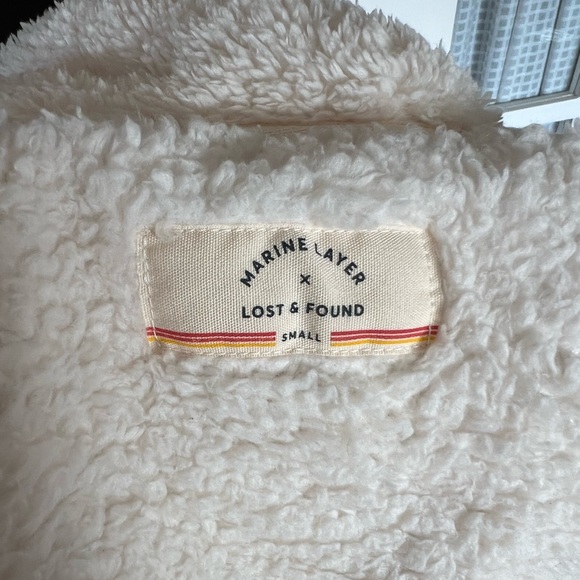 MARINE LAYER
X
LOST & FOUND
SMALL